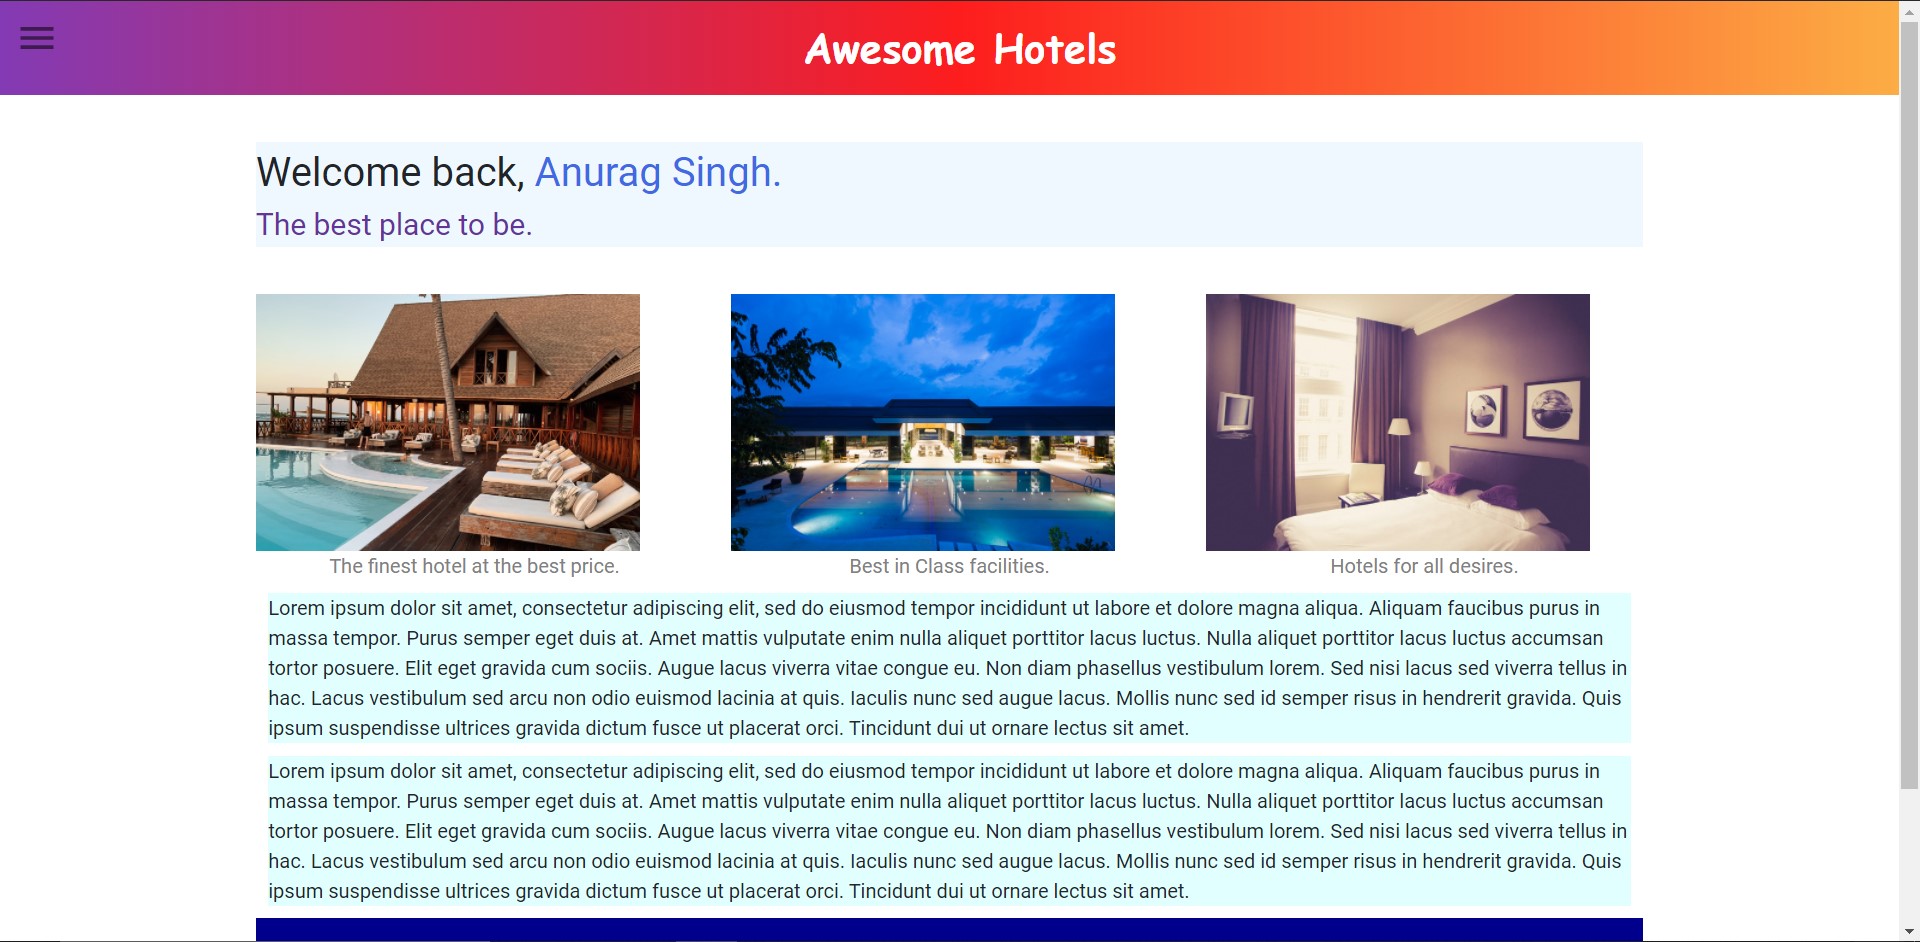 Awesome Hotels
Welcome back, Anurag Singh.
The best place to be.
The finest hotel at the best price.
Best in Class facilities.
Hotels for all desires.
Lorem ipsum dolor sit amet, consectetur adipiscing elit, sed do eiusmod tempor incididunt ut labore et dolore magna aliqua. Aliquam faucibus purus in
massa tempor. Purus semper eget duis at. Amet mattis vulputate enim nulla aliquet porttitor lacus luctus. Nulla aliquet porttitor lacus luctus accumsan
tortor posuere. Elit eget gravida cum sociis. Augue lacus viverra vitae congue eu. Non diam phasellus vestibulum lorem. Sed nisi lacus sed viverra tellus in
hac. Lacus vestibulum sed arcu non odio euismod lacinia at quis. Iaculis nunc sed augue lacus. Mollis nunc sed id semper risus in hendrerit gravida. Quis
ipsum suspendisse ultrices gravida dictum fusce ut placerat orci. Tincidunt dui ut ornare lectus sit amet.
Lorem ipsum dolor sit amet, consectetur adipiscing elit, sed do eiusmod tempor incididunt ut labore et dolore magna aliqua. Aliquam faucibus purus in
massa tempor. Purus semper eget duis at. Amet mattis vulputate enim nulla aliquet porttitor lacus luctus. Nulla aliquet porttitor lacus luctus accumsan
tortor posuere. Elit eget gravida cum sociis. Augue lacus viverra vitae congue eu. Non diam phasellus vestibulum lorem. Sed nisi lacus sed viverra tellus in
hac. Lacus vestibulum sed arcu non odio euismod lacinia at quis. Iaculis nunc sed augue lacus. Mollis nunc sed id semper risus in hendrerit gravida. Quis
ipsum suspendisse ultrices gravida dictum fusce ut placerat orci. Tincidunt dui ut ornare lectus sit amet.